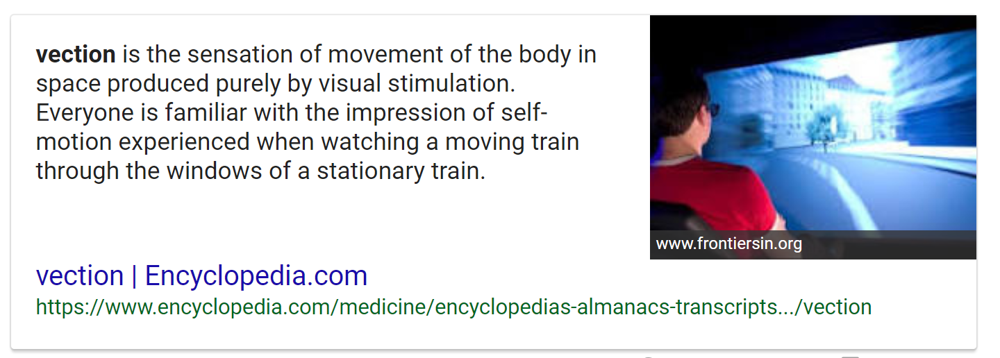 vection is the sensation of movement of the body in
space produced purely by visual stimulation.
Everyone is familiar with the impression of self-
motion experienced when watching a moving train
through the windows of a stationary train.
www.frontiersin.org
vection | Encyclopedia.com
https://www.encyclopedia.com/medicine/encyclopedias-almanacs-transcripts.../vection